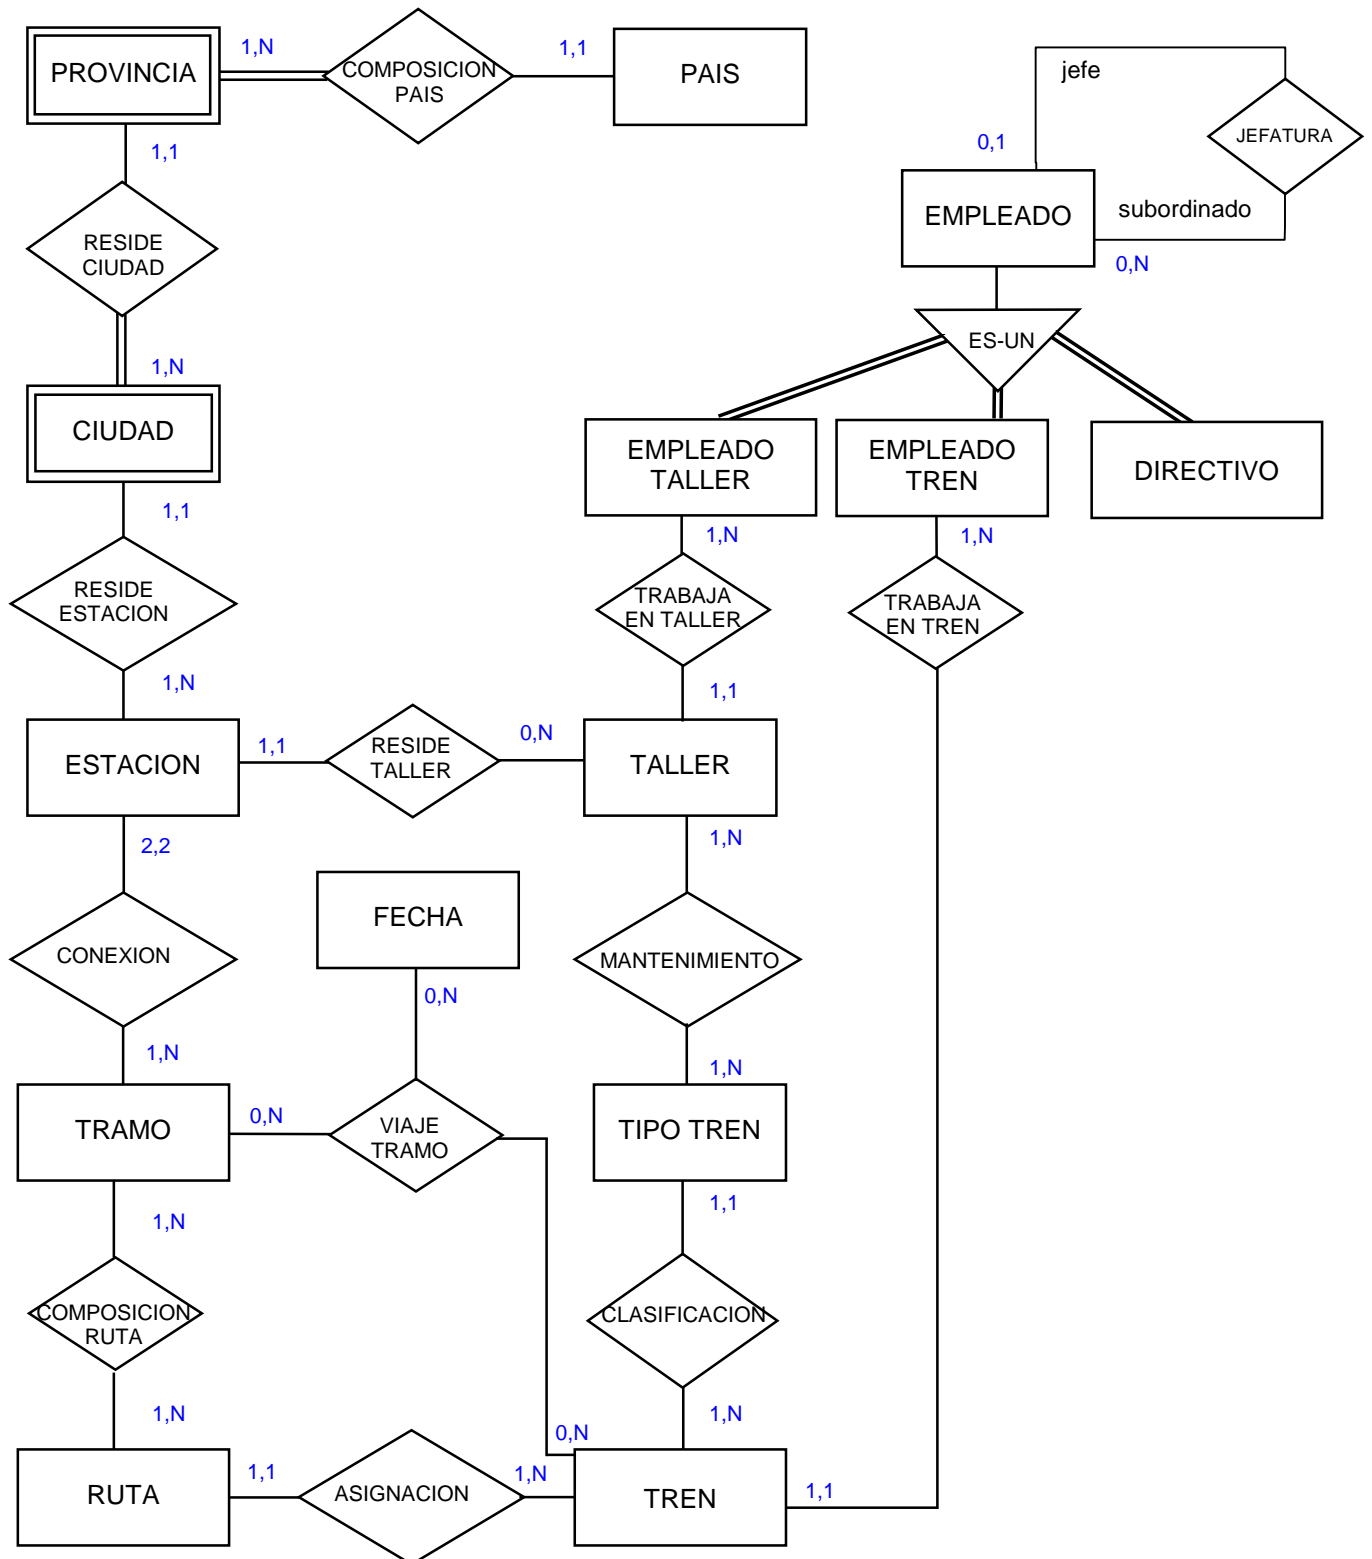 1,N
1,1
PROVINCIA
COMPOSICION
PAIS
PAIS
jefe
1,1
0,1
JEFATURA
EMPLEADO
subordinado
RESIDE
CIUDAD
0,N
ES-UN
1,N
CIUDAD
EMPLEADO
TALLER
EMPLEADO
TREN
DIRECTIVO
1,1
1,N
1,N
RESIDE
ESTACION
TRABAJA
EN TALLER
TRABAJA
EN TREN
1,N
1,1
ESTACION
1,1
RESIDE
TALLER
0,N
TALLER
2,2
1,N
FECHA
CONEXION
MANTENIMIENTO
0,N
1,N
1,N
TRAMO
0,N
VIAJE
TRAMO
TIPO TREN
1,N
1,1
COMPOSICION
RUTA
CLASIFICACION
1,N
1,N
0,N
RUTA
1,1
ASIGNACION
1,N
TREN
1,1